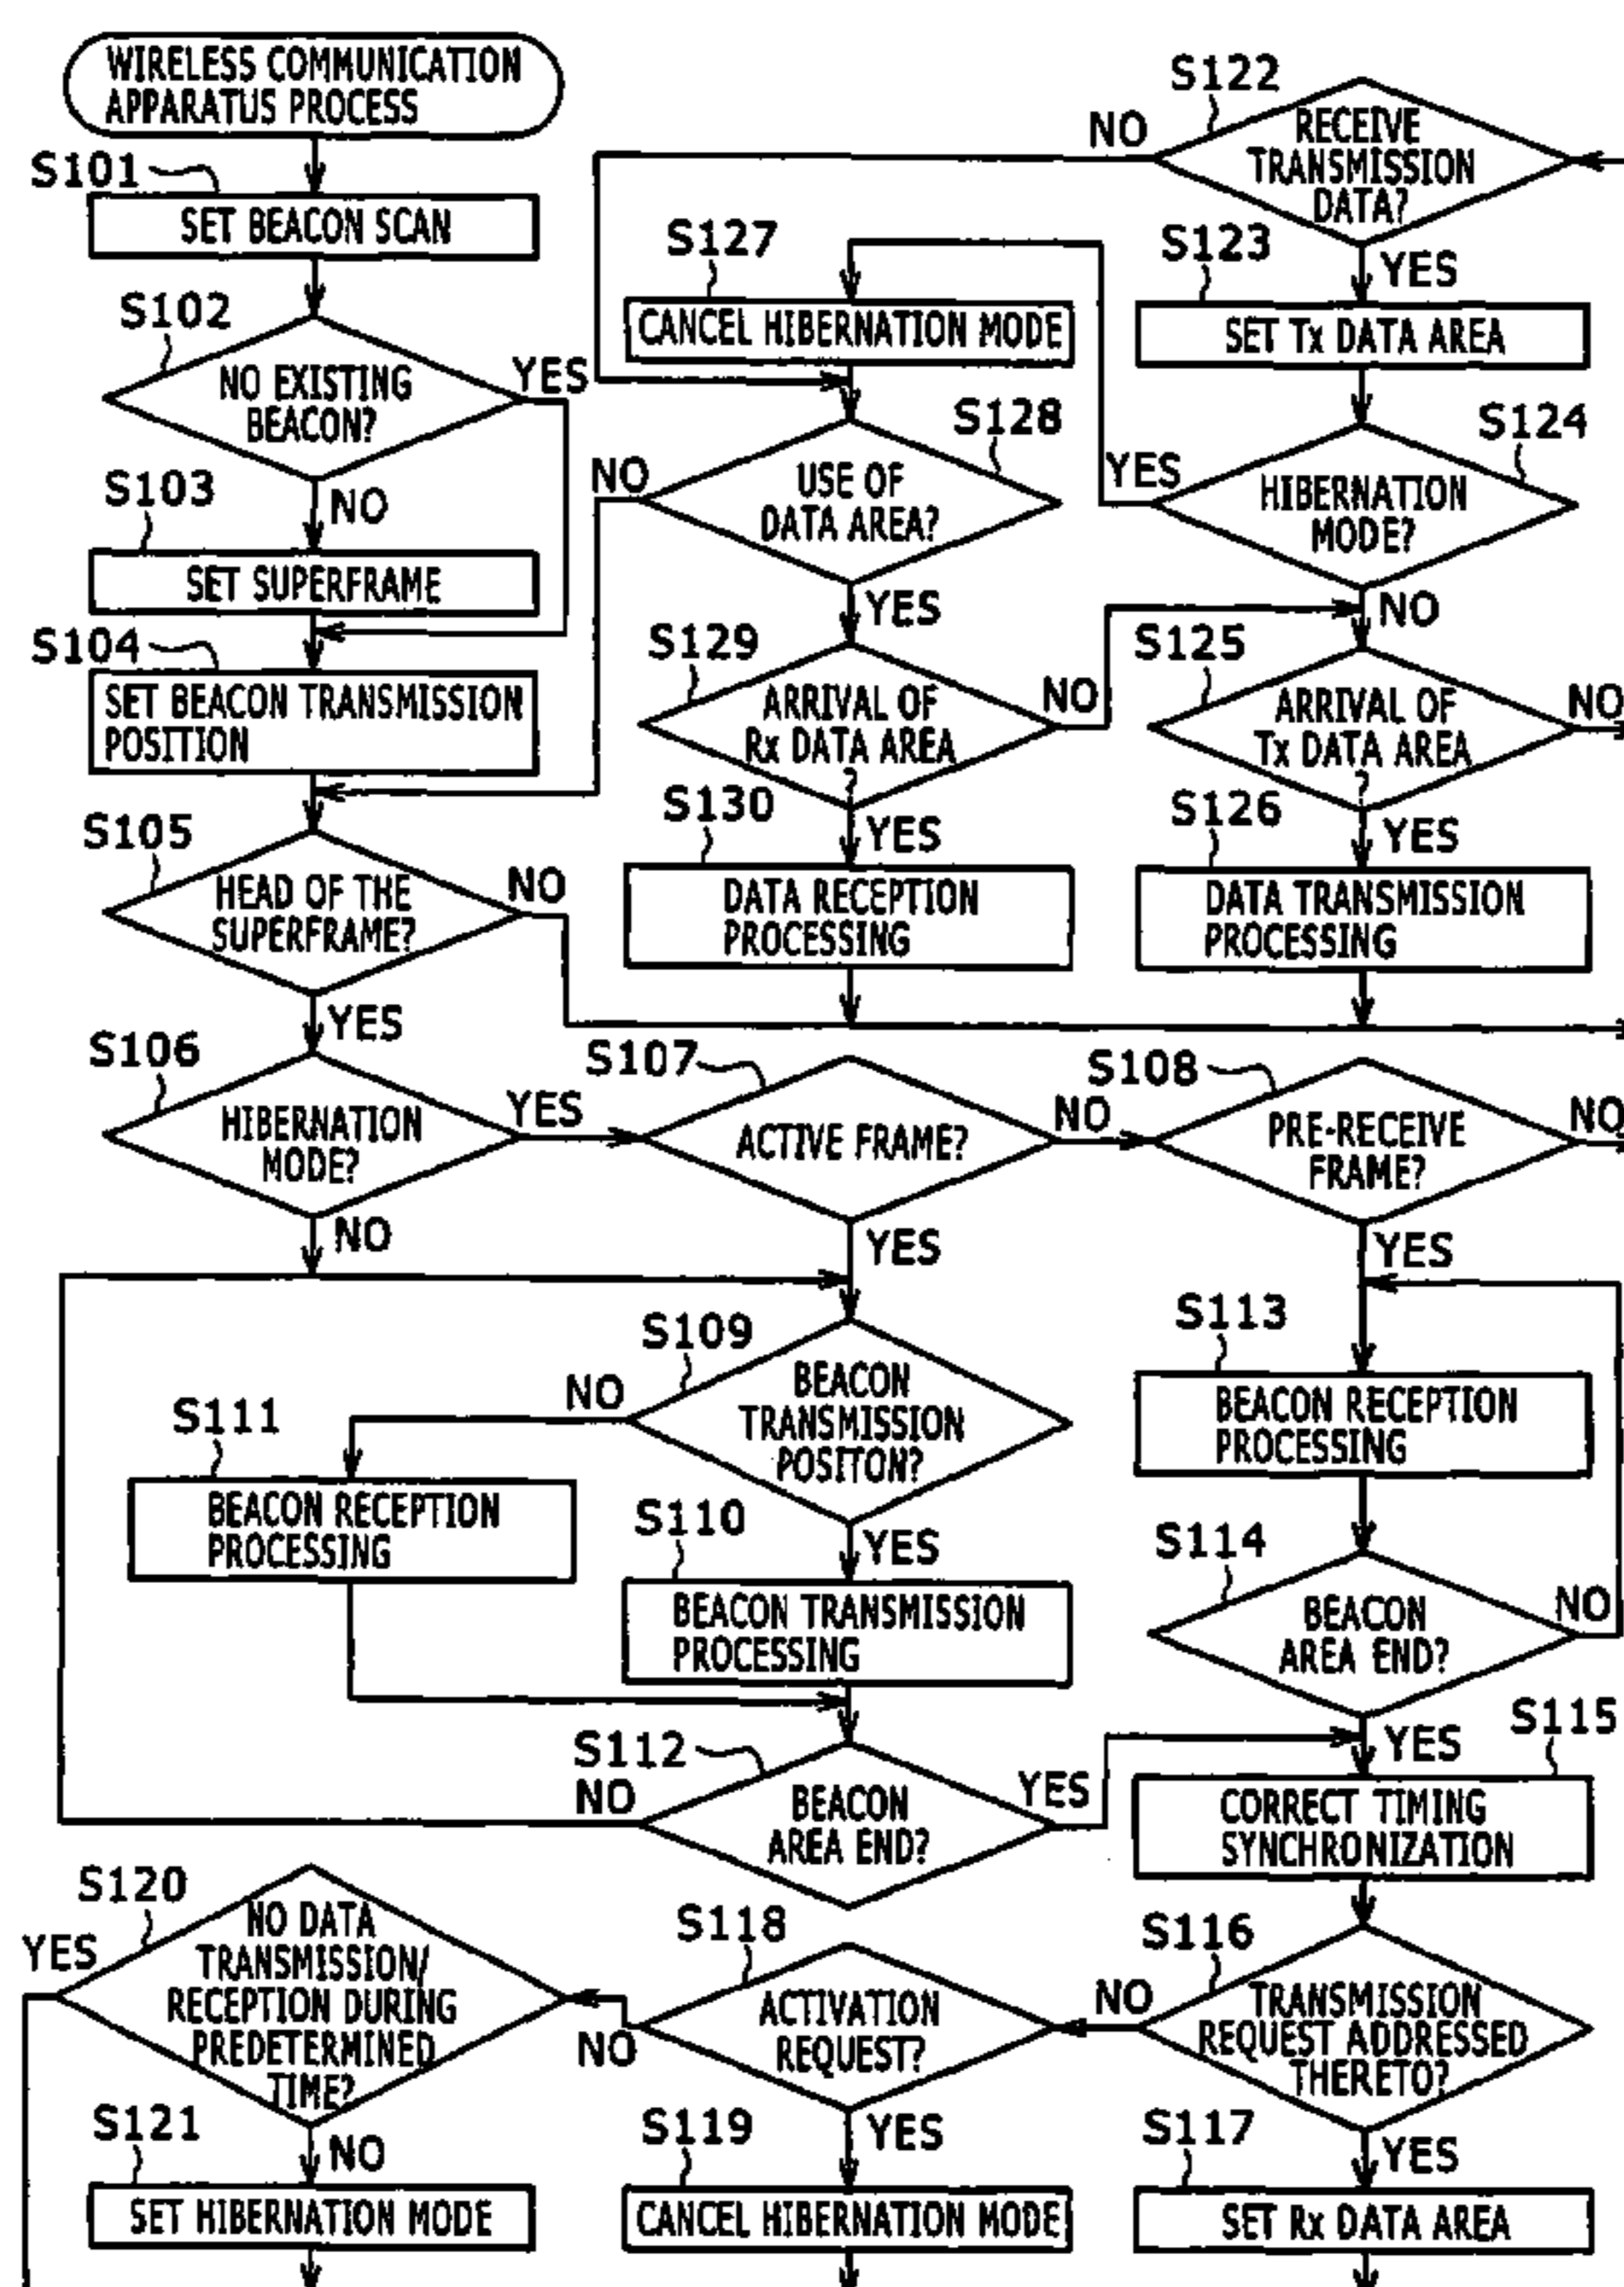 WIRELESS COMMUNICATION
APPARATUS PROCESS
S101
SET BEACON SCAN
S102
NO EXISTING
BEACON?
YES
NO
S103
SET SUPERFRAME
S104
SET BEACON TRANSMISSION
POSITION
S105
HEAD OF THE
SUPERFRAME?
NO
YES
S122
RECEIVE
TRANSMISSION
DATA?
NO
YES
S123
SET Tx DATA AREA
S124
HIBERNATION
MODE?
YES
NO
S125
ARRIVAL OF
Tx DATA AREA
?
NO
YES
S126
DATA TRANSMISSION
PROCESSING
S127
CANCEL HIBERNATION MODE
S128
USE OF
DATA AREA?
NO
YES
S129
ARRIVAL OF
Rx DATA AREA
?
NO
YES
S130
DATA RECEPTION
PROCESSING
S106
HIBERNATION
MODE?
YES
NO
S107
ACTIVE FRAME?
NO
YES
S108
PRE-RECEIVE
FRAME?
NO
YES
S109
BEACON
TRANSMISSION
POSITON?
NO
YES
S111
BEACON RECEPTION
PROCESSING
S110
BEACON TRANSMISSION
PROCESSING
S112
BEACON
AREA END?
NO
YES
S113
BEACON RECEPTION
PROCESSING
S114
BEACON
AREA END?
NO
YES
S115
CORRECT TIMING
SYNCHRONIZATION
S116
TRANSMISSION
REQUEST ADDRESSED
THERETO?
NO
YES
S117
SET Rx DATA AREA
S118
ACTIVATION
REQUEST?
NO
YES
S119
CANCEL HIBERNATION MODE
S120
NO DATA
TRANSMISSION/
RECEPTION DURING
PREDETERMINED
TIME?
YES
NO
S121
SET HIBERNATION MODE